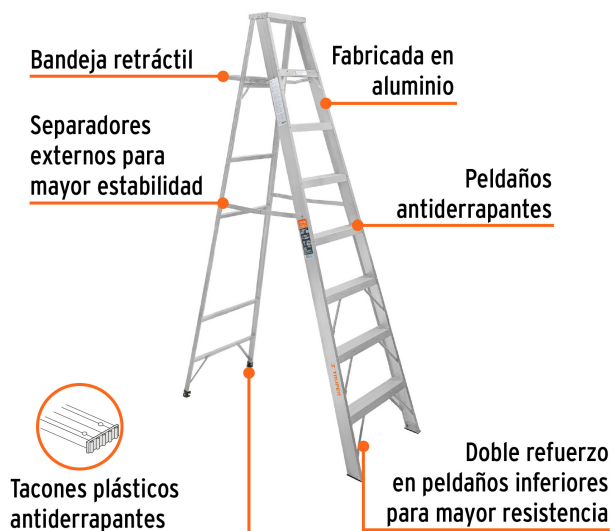 Bandeja retráctil
Fabricada en
aluminio
Separadores
externos para
mayor estabilidad
Peldaños
antiderrapantes
TRUPER
Tacones plásticos
antiderrapantes
Doble refuerzo
en peldaños inferiores
para mayor resistencia